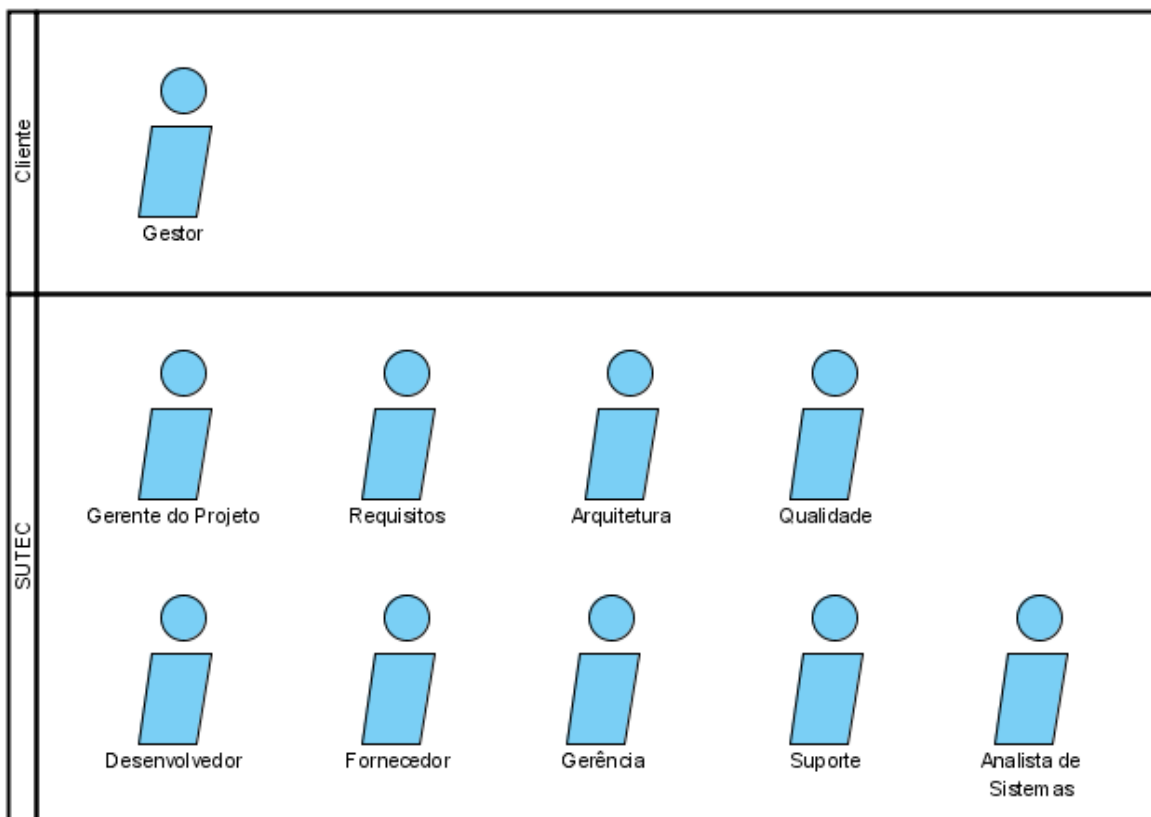 Cliente
Gestor
SUTEC
Gerente do Projeto
Requisitos
Arquitetura
Qualidade
Desenvolvedor
Fornecedor
Gerência
Suporte
Analista de
Sistemas